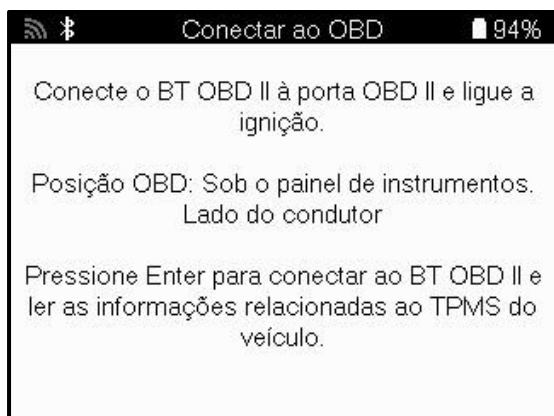 Conectar ao OBD 94%
Conecte o BT OBD II à porta OBD II e ligue a
ignição.
Posição OBD: Sob o painel de instrumentos.
Lado do condutor
Pressione Enter para conectar ao BT OBD II e
ler as informações relacionadas ao TPMS do
veículo.